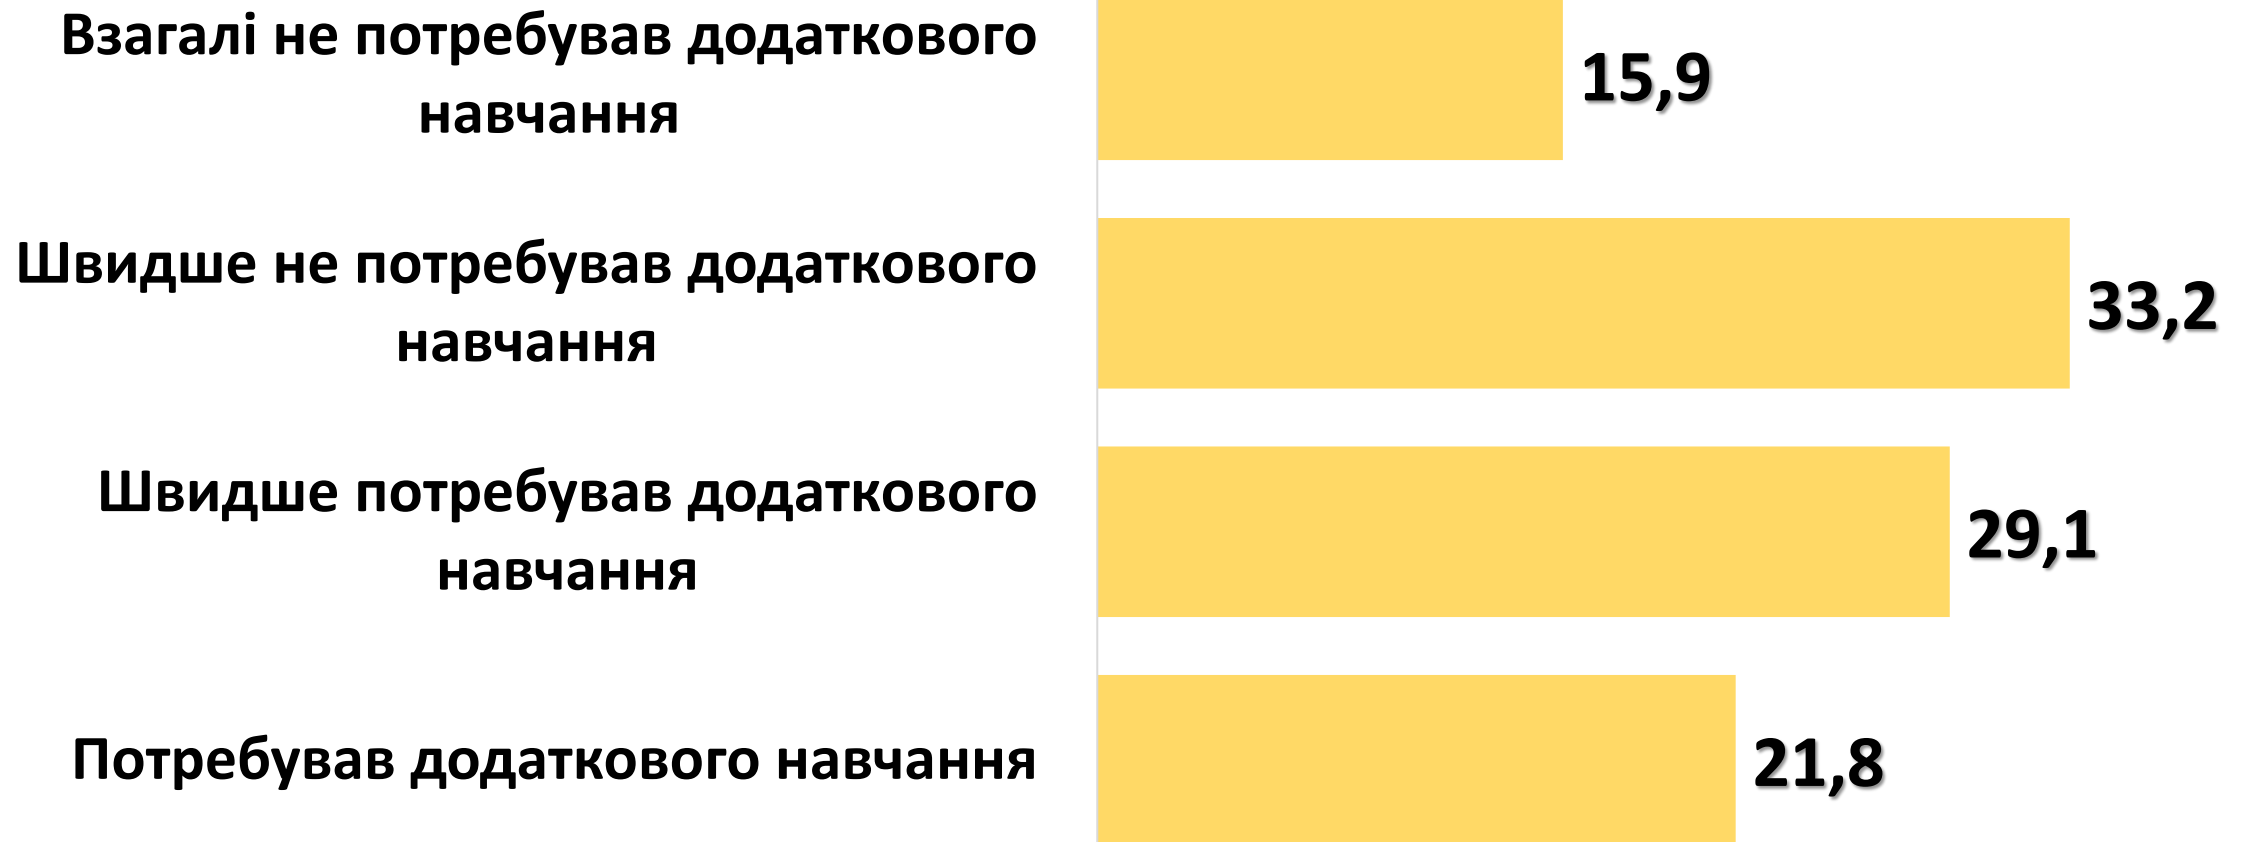 Взагалі не потребував додаткового
навчання
15,9
Швидше не потребував додаткового
навчання
33,2
Швидше потребував додаткового
навчання
29,1
Потребував додаткового навчання
21,8